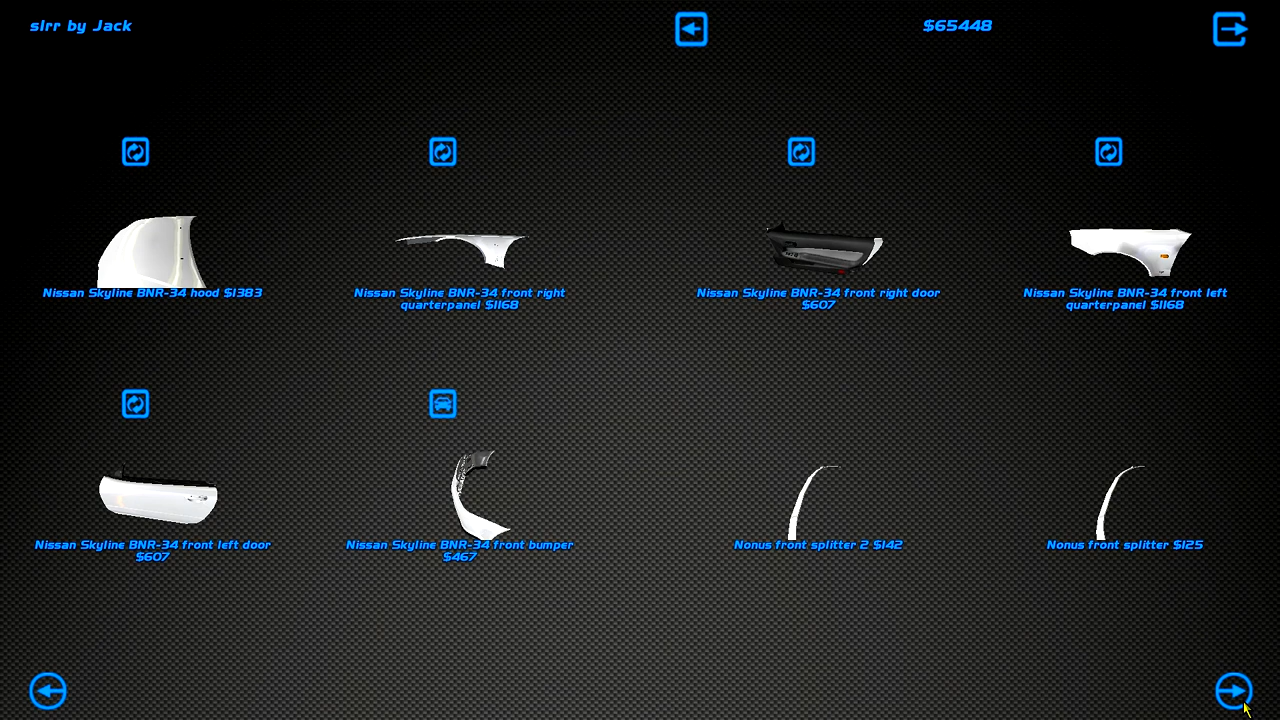 slrr by Jack
$65448
Nissan Skyline BNR-34 hood $1383
Nissan Skyline BNR-34 front right
quarterpanel $1168
Nissan Skyline BNR-34 front right door
$607
Nissan Skyline BNR-34 front left
quarterpanel $1168
Nissan Skyline BNR-34 front left door
$607
Nissan Skyline BNR-34 front bumper
$467
Nonus front splitter 2 $142
Nonus front splitter $125